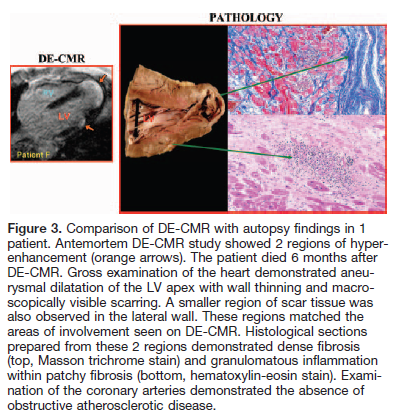 PATHOLOGY
DE-CMR
LV
Patient F
Figure 3. Comparison of DE-CMR with autopsy findings in 1
patient. Antemortem DE-CMR study showed 2 regions of hyper-
enhancement (orange arrows). The patient died 6 months after
DE-CMR. Gross examination of the heart demonstrated aneu-
rysmal dilatation of the LV apex with wall thinning and macro-
scopically visible scarring. A smaller region of scar tissue was
also observed in the lateral wall. These regions matched the
areas of involvement seen on DE-CMR. Histological sections
prepared from these 2 regions demonstrated dense fibrosis
(top, Masson trichrome stain) and granulomatous inflammation
within patchy fibrosis (bottom, hematoxylin-eosin stain). Exami-
nation of the coronary arteries demonstrated the absence of
obstructive atherosclerotic disease.